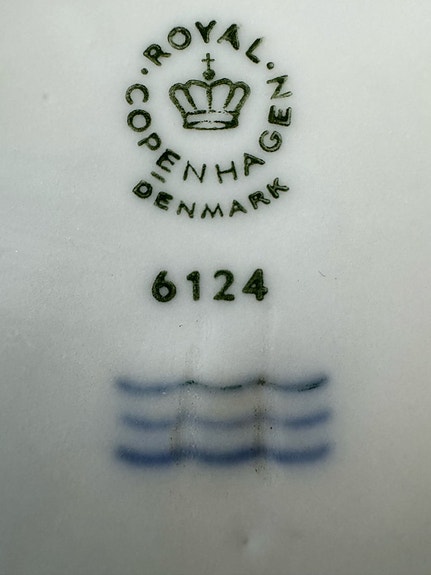 ROYAL
COPENHAGEN
DENMARK
6124